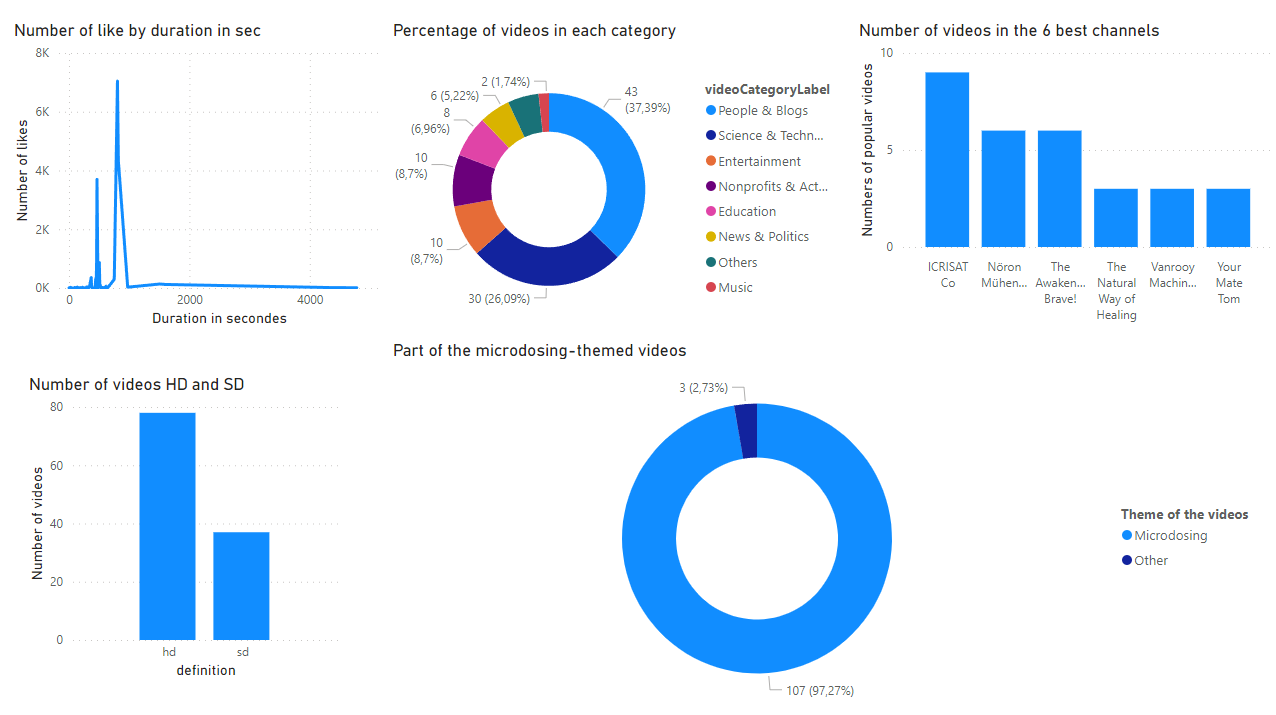 Number of like by duration in sec
8K
6K
4K
2K
0K
0
2000
4000
Number of likes
Duration in secondes
Percentage of videos in each category
2 (1,74%)
6 (5,22%)
8
(6,96%)
10
(8,7%)
10
(8,7%)
30 (26,09%)
43
(37,39%)
videoCategoryLabel
People & Blogs
Science & Techn...
Entertainment
Nonprofits & Act...
Education
News & Politics
Others
Music
Number of videos in the 6 best channels
10
5
0
Numbers of popular videos
ICRISAT
Co
Nöron
Mühen...
The
Awaken...
Brave!
The
Natural
Way of
Healing
Vanrooy
Machin...
Your
Mate
Tom
Number of videos HD and SD
80
60
40
20
0
Number of videos
hd
sd
definition
Part of the microdosing-themed videos
3 (2,73%)
107 (97,27%)
Theme of the videos
Microdosing
Other